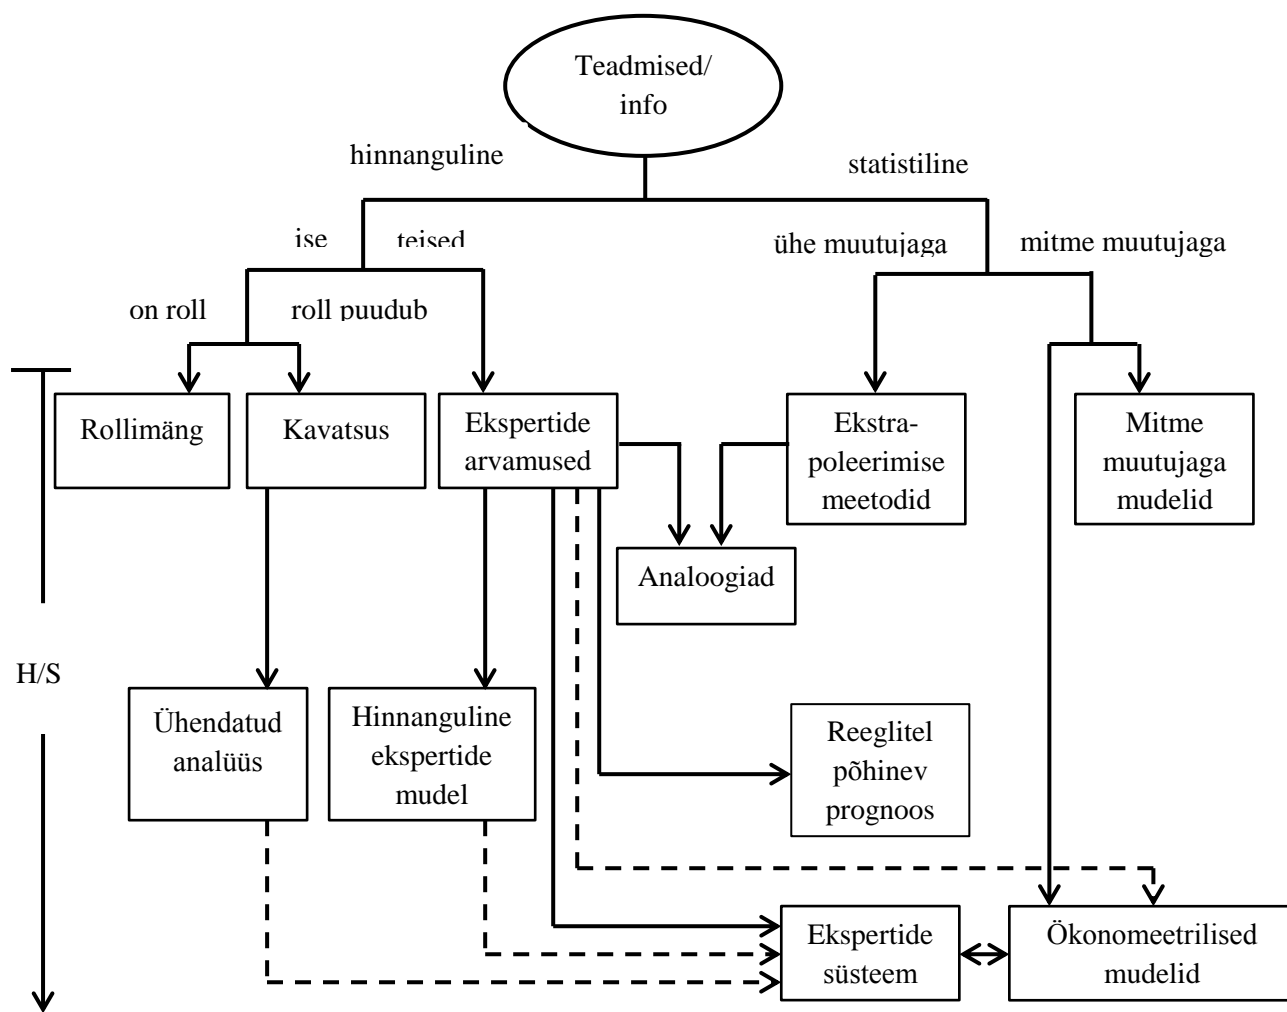 Teadmised/
info
hinnanguline
statistiline
ise
teised
ühe muutujaga
mitme muutujaga
on roll
roll puudub
Rollimäng
Kavatsus
Ekspertide
arvamused
Ekstra-
poleerimise
meetodid
Mitme
muutujaga
mudelid
Analoogiad
H/S
Ühendatud
analüüs
Hinnanguline
ekspertide
mudel
Reeglitel
põhinev
prognoos
Ekspertide
süsteem
Ökonomeetrilised
mudelid